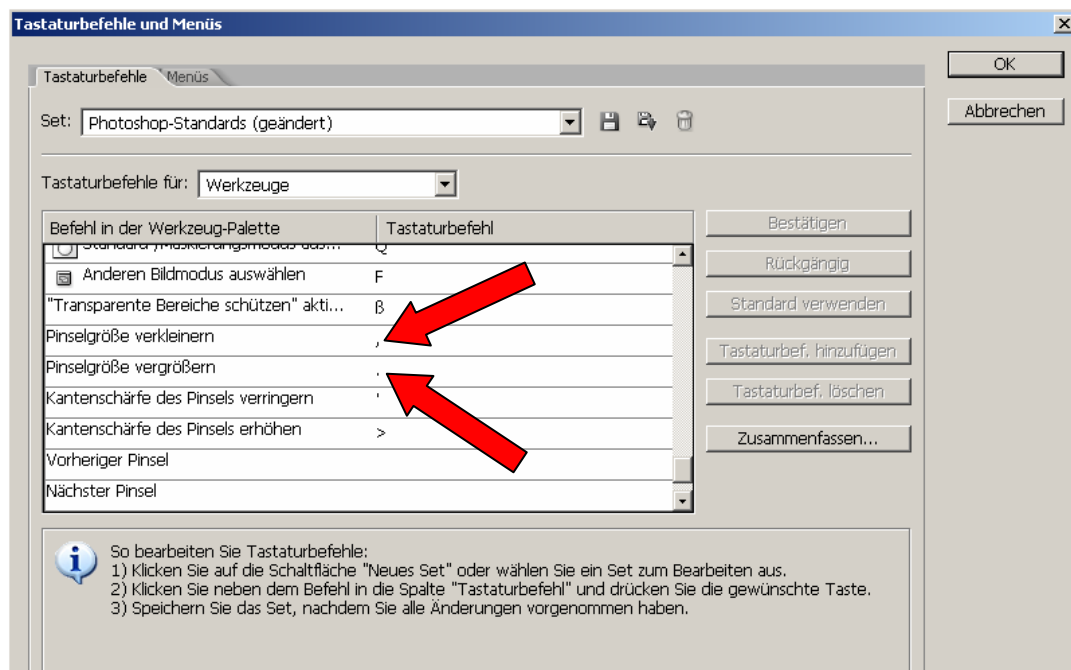 Tastaturbefehle und Menüs
Tastaturbefehle Menüs
OK
Abbrechen
Set: Photoshop-Standards (geändert)
Tastaturbefehle für: Werkzeuge
Befehl in der Werkzeug-Palette Tastaturbefehl
Standard-/Maskierungsmodus aus... Q
Anderen Bildmodus auswählen F
"Transparente Bereiche schützen" akti... ß
Pinselgröße verkleinern ,
Pinselgröße vergrößern .
Kantenschärfe des Pinsels verringern '
Kantenschärfe des Pinsels erhöhen >
Vorheriger Pinsel
Nächster Pinsel
Bestätigen
Rückgängig
Standard verwenden
Tastaturbef. hinzufügen
Tastaturbef. löschen
Zusammenfassen...
So bearbeiten Sie Tastaturbefehle:
1) Klicken Sie auf die Schaltfläche "Neues Set" oder wählen Sie ein Set zum Bearbeiten aus.
2) Klicken Sie neben dem Befehl in die Spalte "Tastaturbefehl" und drücken Sie die gewünschte Taste.
3) Speichern Sie das Set, nachdem Sie alle Änderungen vorgenommen haben.